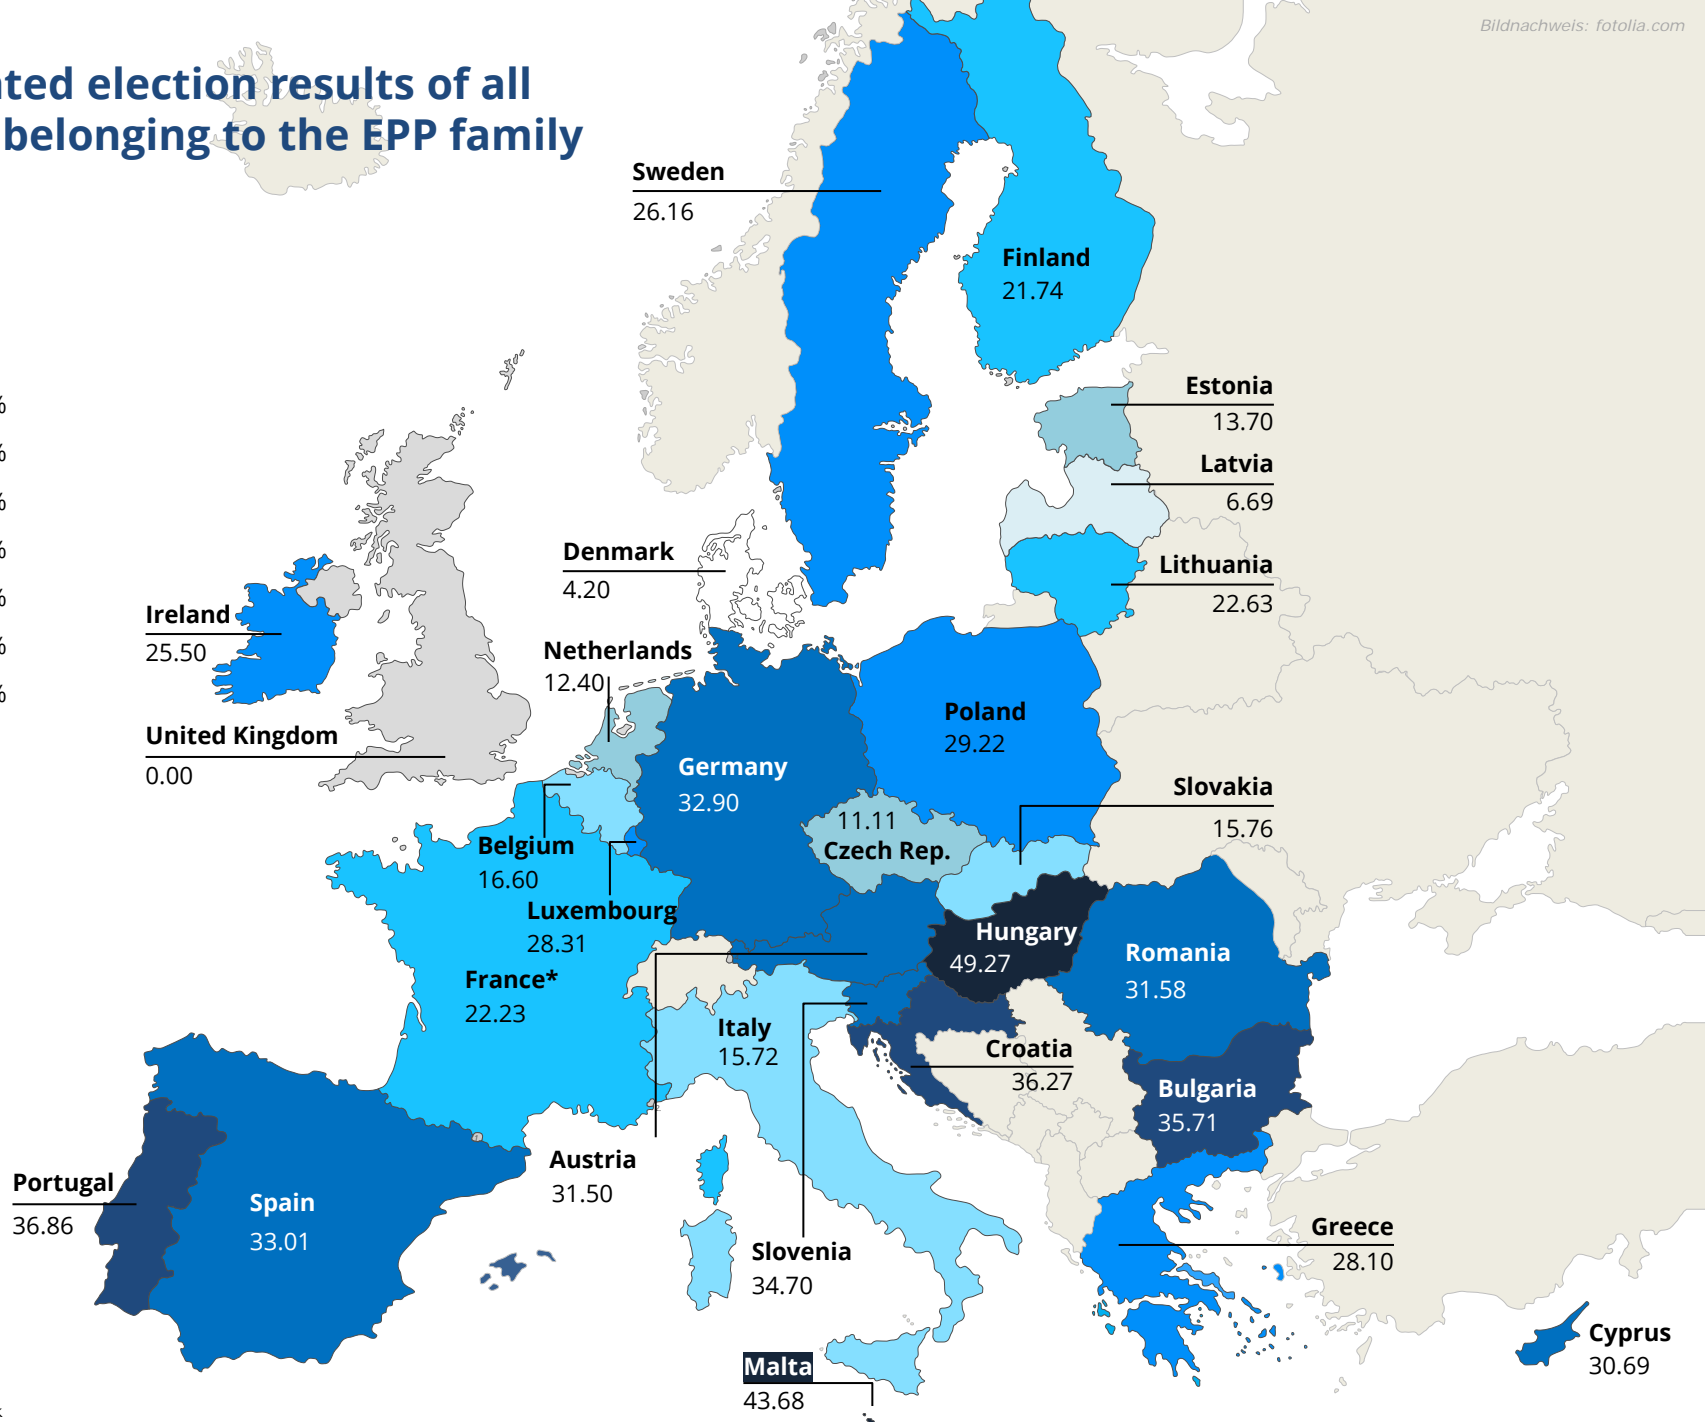 Bildnachweis: fotolia.com
ted election results of all
belonging to the EPP family
Sweden
26.16
Finland
21.74
Estonia
13.70
Latvia
6.69
Lithuania
22.63
Denmark
4.20
Ireland
25.50
Netherlands
12.40
United Kingdom
0.00
Poland
29.22
Germany
32.90
Slovakia
15.76
11.11
Czech Rep.
Belgium
16.60
Luxembourg
28.31
France*
22.23
Hungary
49.27
Romania
31.58
Italy
15.72
Croatia
36.27
Bulgaria
35.71
Austria
31.50
Portugal
36.86
Spain
33.01
Slovenia
34.70
Greece
28.10
Malta
43.68
Cyprus
30.69
%
%
%
%
%
%
%